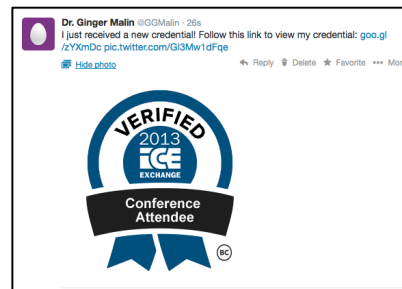 Dr. Ginger Malin @GGMalin · 26s
I just received a new credential! Follow this link to view my credential: goo.gl
/zYXmDc pic.twitter.com/Gl3Mw1dFqe
Hide photo Reply Delete Favorite ••• Mor
VERIFIED
2013
iCE
EXCHANGE
Conference
Attendee
BC